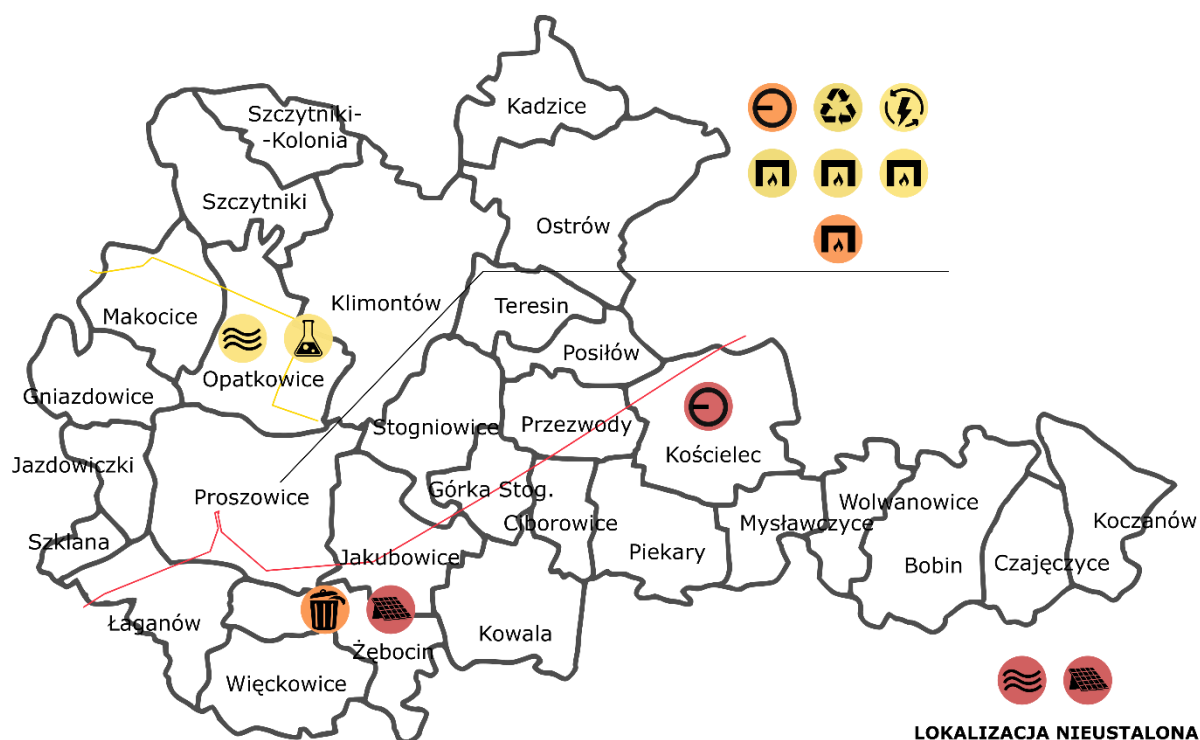 Kadzice
Szczytniki-
-Kolonia
Szczytniki
Ostrów
Klimontów
Teresin
Makocice
Posiłów
Opatkowice
Gniazdowice
Stogniowice
Przezwody
Kościelec
Jazdowiczki
Proszowice
Górka Stog.
Wolwanowice
Koczanów
Szklana
Jakubowice
Ciborowice
Piekary
Mysławczyce
Bobin
Czajęczyce
Łaganów
Żębocin
Kowala
Więckowice
LOKALIZACJA NIEUSTALONA